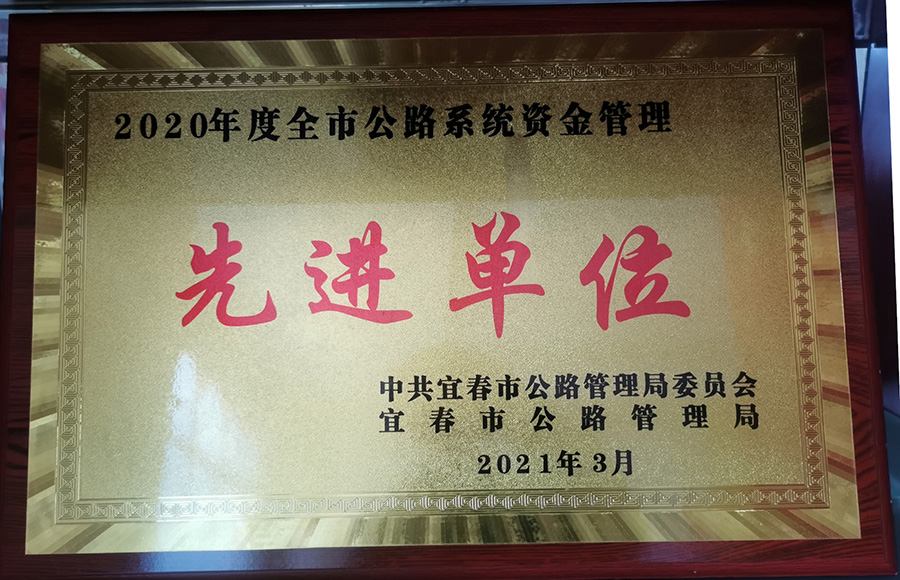 2020年度全市公路系统资金管理
先进单位
中共宜春市公路管理局委员会
宜春市公路管理局
2021年3月